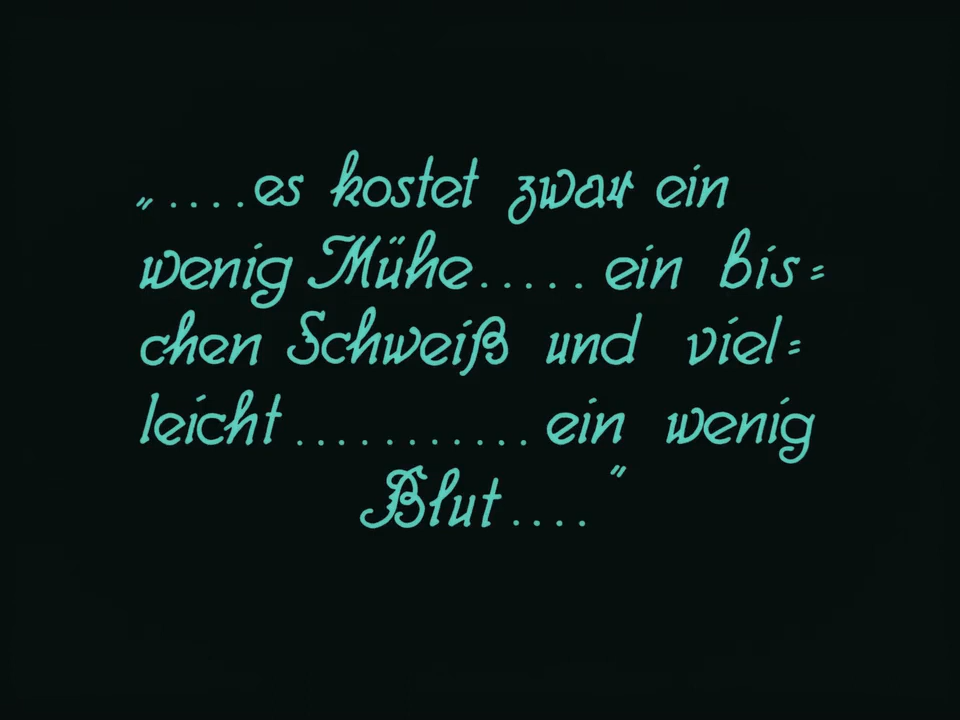 „....es kostet zwar ein
wenig Mühe..... ein bis=
chen Schweiß und viel=
leicht ........... ein wenig
Blut...."